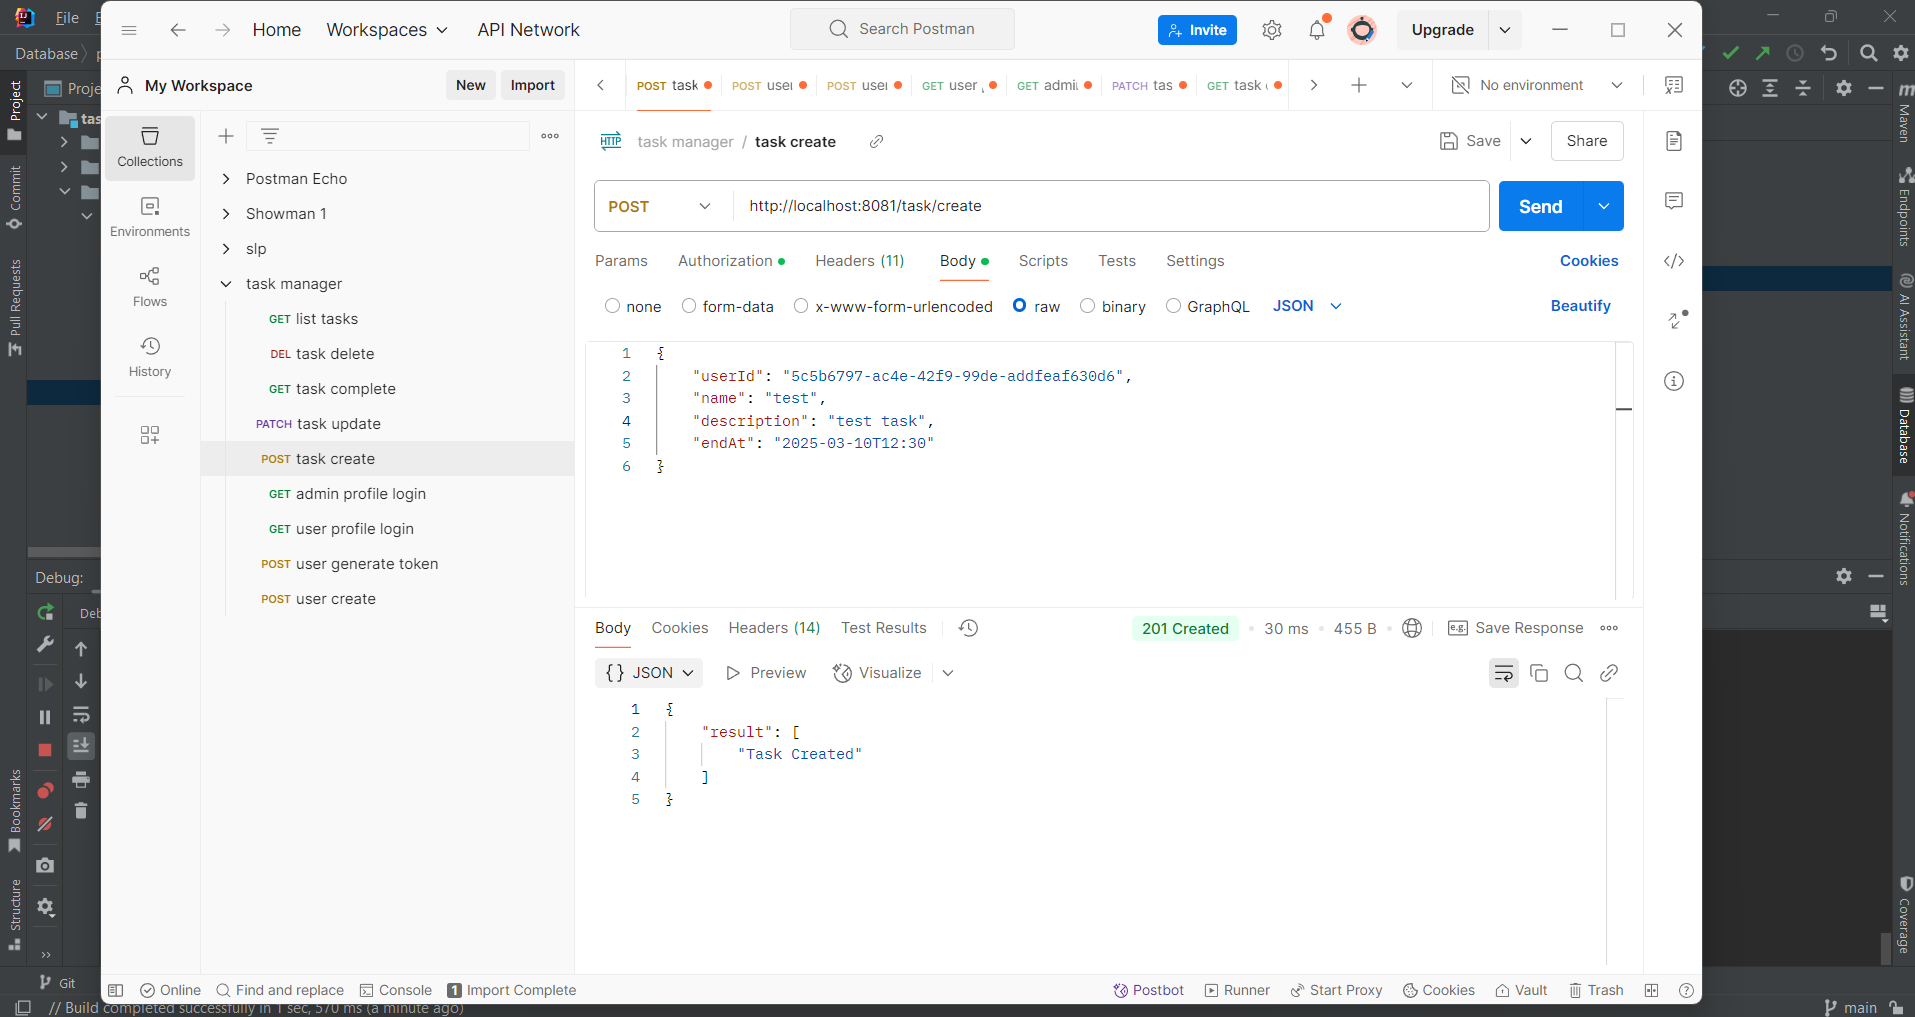 File
Home
Workspaces
API Network
Search Postman
Invite
Upgrade
Database
My Workspace
New
Import
POST task
POST user
POST user
GET user
GET admi
PATCH tas
GET task
No environment
Project
Proje
tas
Commit
Pull Requests
Bookmarks
Structure
Collections
Environments
Flows
History
Postman Echo
Showman 1
slp
task manager
GET list tasks
DEL task delete
GET task complete
PATCH task update
POST task create
GET admin profile login
GET user profile login
POST user generate token
POST user create
HTTP task manager / task create
Save
Share
POST http://localhost:8081/task/create
Send
Params Authorization Headers (11) Body Scripts Tests Settings
Cookies
none form-data x-www-form-urlencoded raw binary GraphQL JSON
Beautify
1 {
2 "userId": "5c5b6797-ac4e-42f9-99de-addfeaf630d6",
3 "name": "test",
4 "description": "test task",
5 "endAt": "2025-03-10T12:30"
6 }
Body Cookies Headers (14) Test Results
201 Created 30 ms 455 B e.g. Save Response
{} JSON Preview Visualize
1 {
2 "result": [
3 "Task Created"
4 ]
5 }
Debug:
Deb
Maven
Endpoints
AI Assistant
Database
Notifications
Coverage
Online Find and replace Console 1 Import Complete
Postbot Runner Start Proxy Cookies Vault Trash
Git
// Build completed successfully in 1 sec, 570 ms (a minute ago)
main